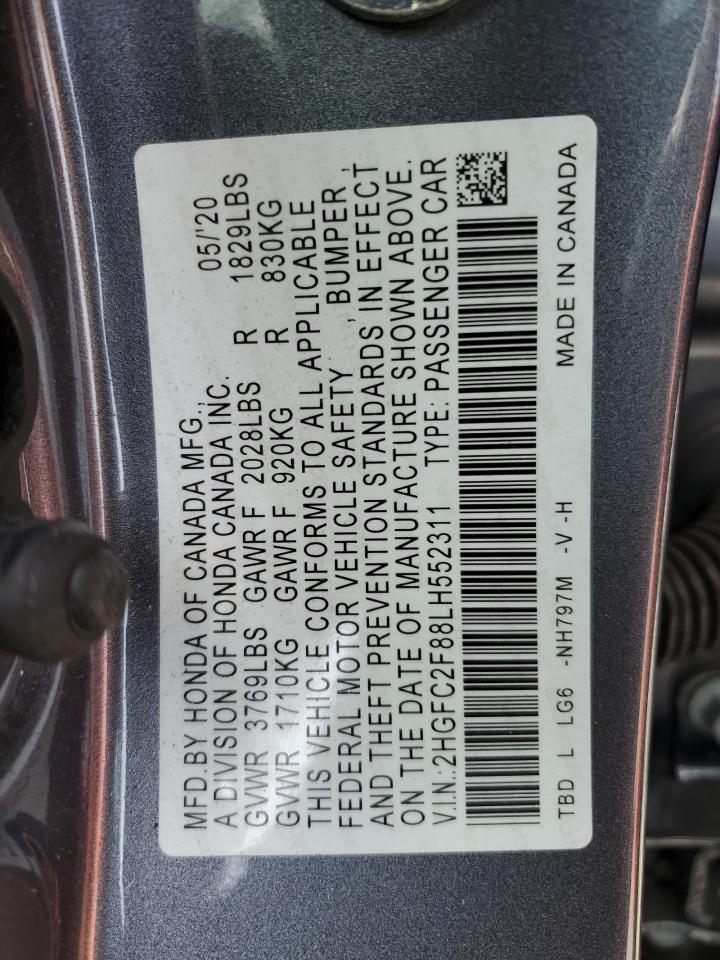 MFD.BY HONDA OF CANADA MFG., 05/'20
A DIVISION OF HONDA CANADA INC.
GVWR 3769LBS GAWR F 2028LBS R 1829LBS
GVWR 1710KG GAWR F 920KG R 830KG
THIS VEHICLE CONFORMS TO ALL APPLICABLE
FEDERAL MOTOR VEHICLE SAFETY , BUMPER ,
AND THEFT PREVENTION STANDARDS IN EFFECT
ON THE DATE OF MANUFACTURE SHOWN ABOVE.
V.I.N.:2HGFC2F88LH552311 TYPE: PASSENGER CAR
TBD L LG6 -NH797M -V -H MADE IN CANADA